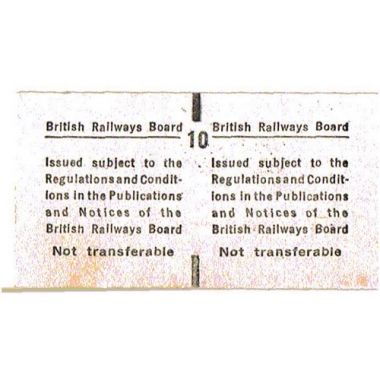 British Railways Board
Issued subject to the
Regulations and Condit-
ions in the Publications
and Notices of the
British Railways Board
Not transferable
10
British Railways Board
Issued subject to the
Regulations and Condit-
ions in the Publications
and Notices of the
British Railways Board
Not transferable